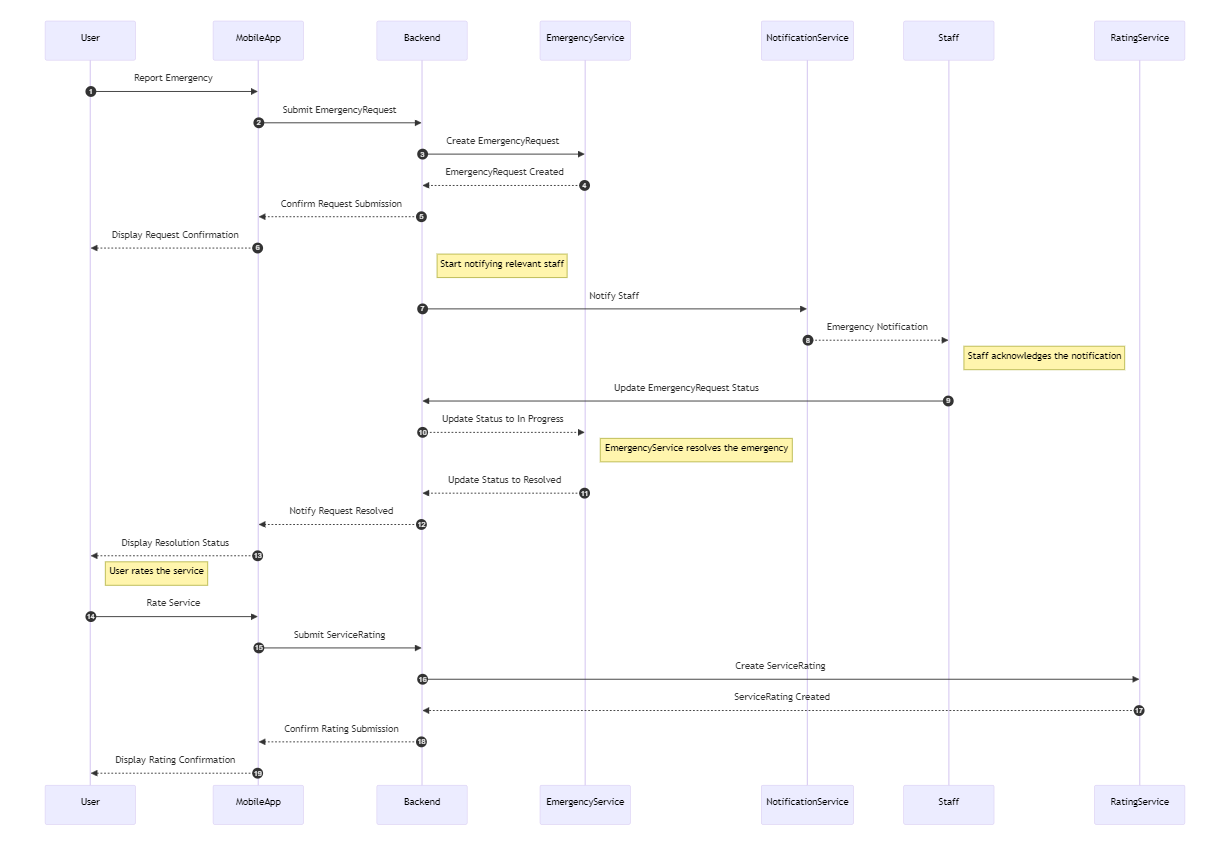 User
MobileApp
Backend
EmergencyService
NotificationService
Staff
RatingService
Report Emergency
1
Submit EmergencyRequest
2
Create EmergencyRequest
3
EmergencyRequest Created
4
Confirm Request Submission
5
Display Request Confirmation
6
Start notifying relevant staff
Notify Staff
7
Emergency Notification
8
Staff acknowledges the notification
Update EmergencyRequest Status
9
Update Status to In Progress
10
EmergencyService resolves the emergency
Update Status to Resolved
11
Notify Request Resolved
12
Display Resolution Status
13
User rates the service
Rate Service
14
Submit ServiceRating
15
Create ServiceRating
16
ServiceRating Created
17
Confirm Rating Submission
18
Display Rating Confirmation
19
User
MobileApp
Backend
EmergencyService
NotificationService
Staff
RatingService